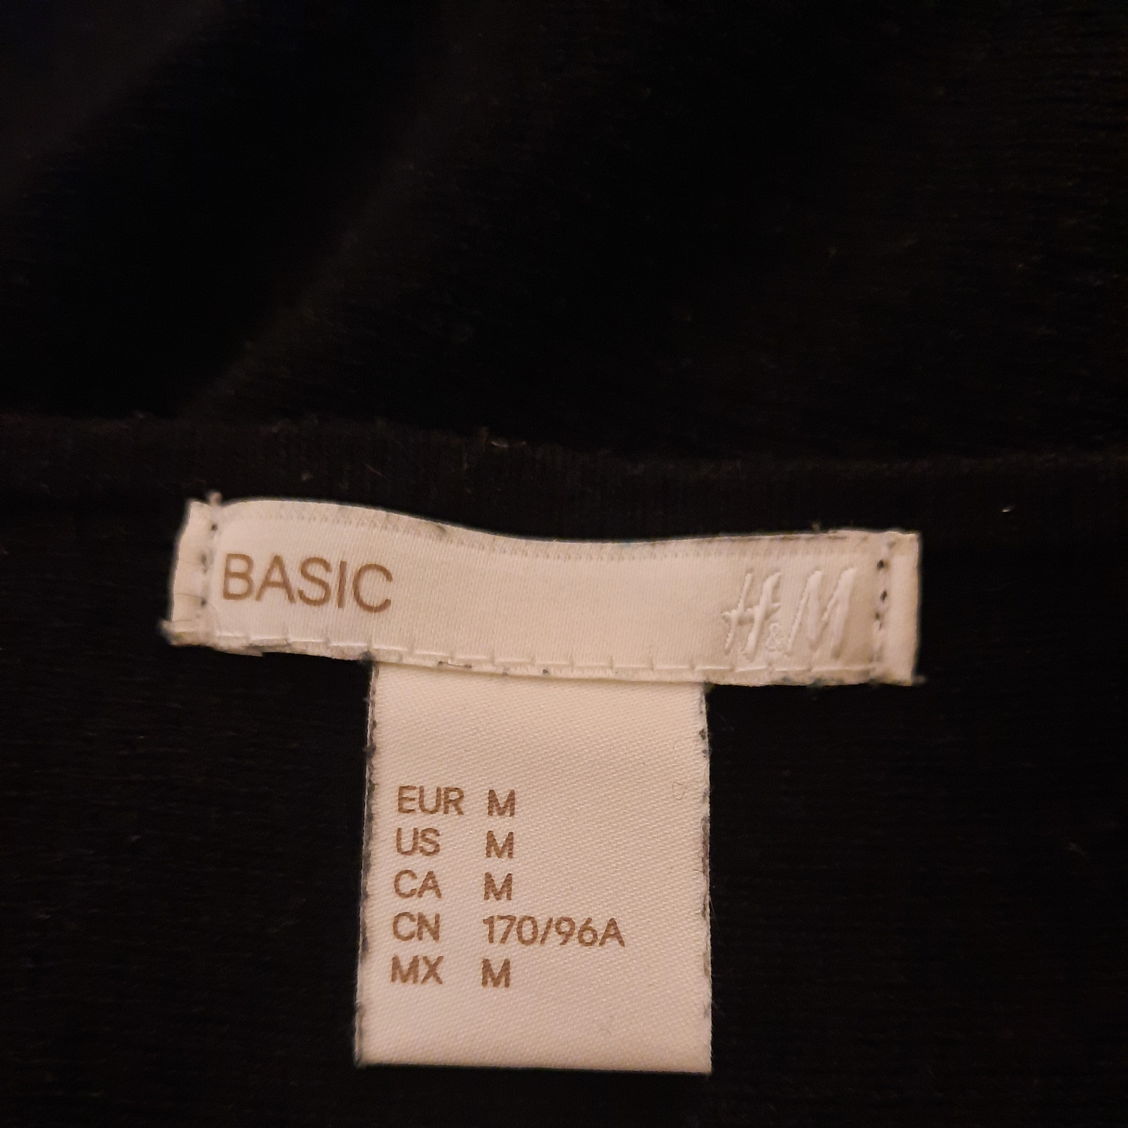 BASIC H&M
EUR M
US M
CA M
CN 170/96A
MX M